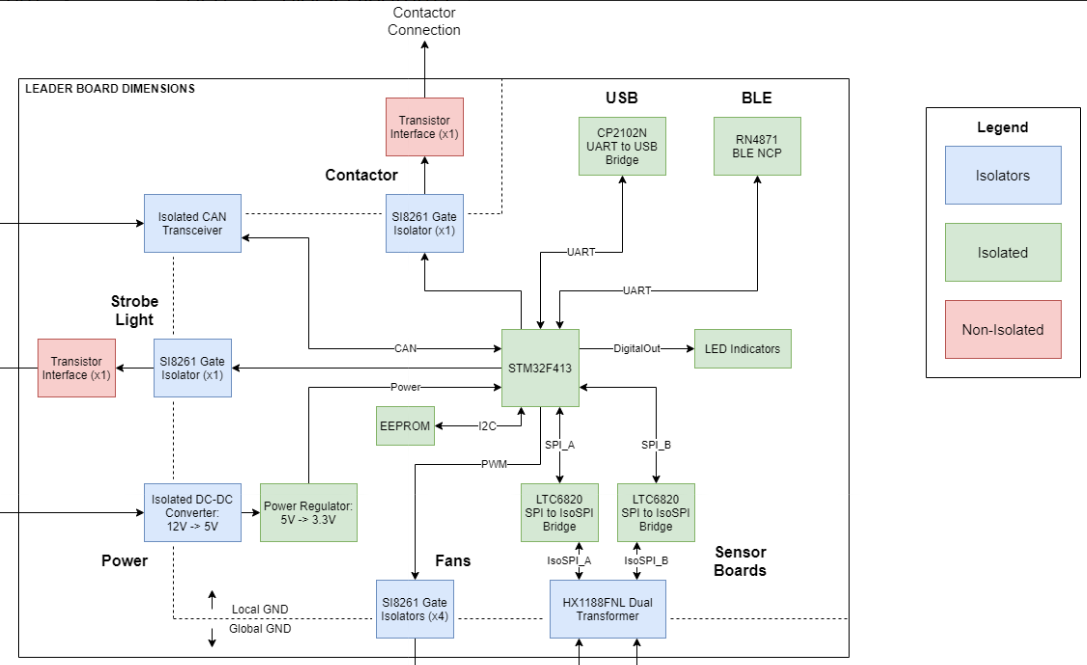 Contactor
Connection
LEADER BOARD DIMENSIONS
USB
BLE
Legend
Transistor
Interface (x1)
CP2102N
UART to USB
Bridge
RN4871
BLE NCP
Isolators
Contactor
Isolated CAN
Transceiver
SI8261 Gate
Isolator (x1)
UART
Isolated
UART
Strobe
Light
Non-Isolated
CAN
DigitalOut
LED Indicators
Transistor
Interface (x1)
SI8261 Gate
Isolator (x1)
STM32F413
Power
EEPROM
I2C
SPI_A
SPI_B
PWM
Isolated DC-DC
Converter:
12V -> 5V
Power Regulator:
5V -> 3.3V
LTC6820
SPI to IsoSPI
Bridge
LTC6820
SPI to IsoSPI
Bridge
Power
Fans
IsoSPI_A
IsoSPI_B
Sensor
Boards
Local GND
Global GND
SI8261 Gate
Isolators (x4)
HX1188FNL Dual
Transformer